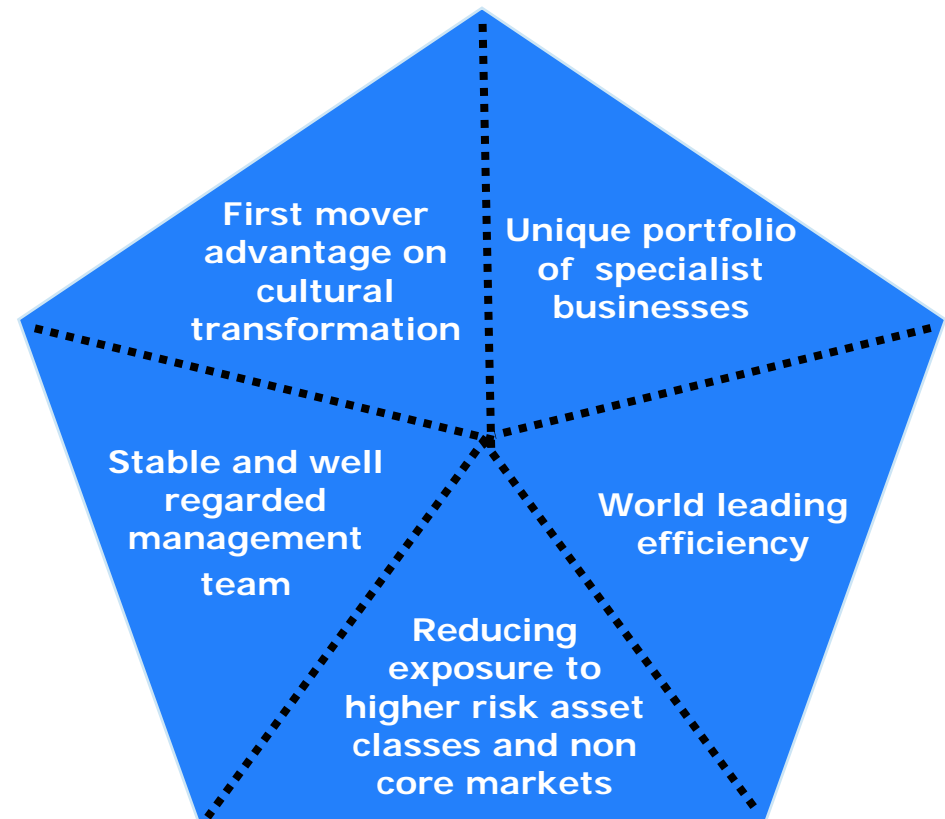 First mover
advantage on
cultural
transformation
Unique portfolio
of specialist
businesses
Stable and well
regarded
management
team
World leading
efficiency
Reducing
exposure to
higher risk asset
classes and non
core markets